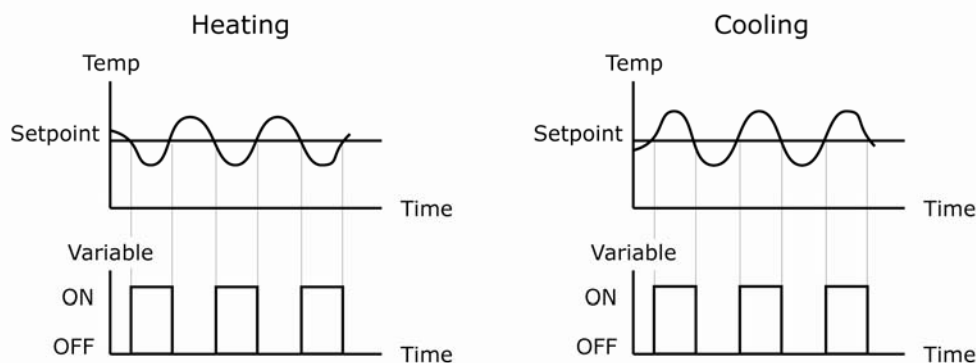 Heating
Temp
Setpoint
Time
Variable
ON
OFF
Time
Cooling
Temp
Setpoint
Time
Variable
ON
OFF
Time